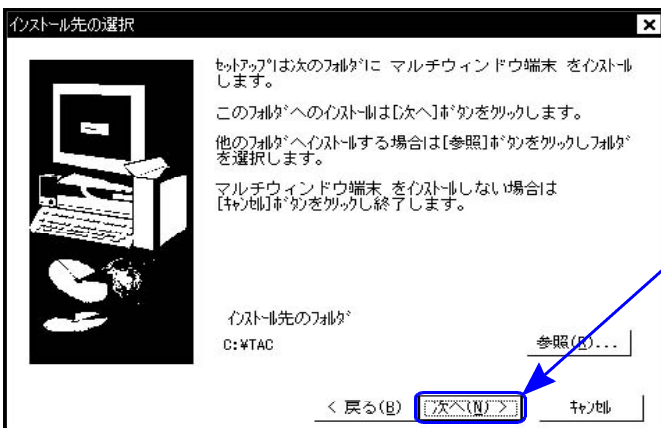 インストール先の選択
ｾｯﾄｱｯﾌﾟは次のﾌｫﾙﾀﾞに マルチウィンドウ端末 をｲﾝｽﾄｰﾙ
します。
このﾌｫﾙﾀﾞへのｲﾝｽﾄｰﾙは[次へ]ﾎﾞﾀﾝをｸﾘｯｸします。
他のﾌｫﾙﾀﾞへｲﾝｽﾄｰﾙする場合は[参照]ﾎﾞﾀﾝをｸﾘｯｸしﾌｫﾙﾀﾞ
を選択します。
マルチウィンドウ端末 をｲﾝｽﾄｰﾙしない場合は
[ｷｬﾝｾﾙ]ﾎﾞﾀﾝをｸﾘｯｸし終了します。
ｲﾝｽﾄｰﾙ先のﾌｫﾙﾀﾞ
C:¥TAC
参照(R)...
< 戻る(B)
次へ(N) >
ｷｬﾝｾﾙ